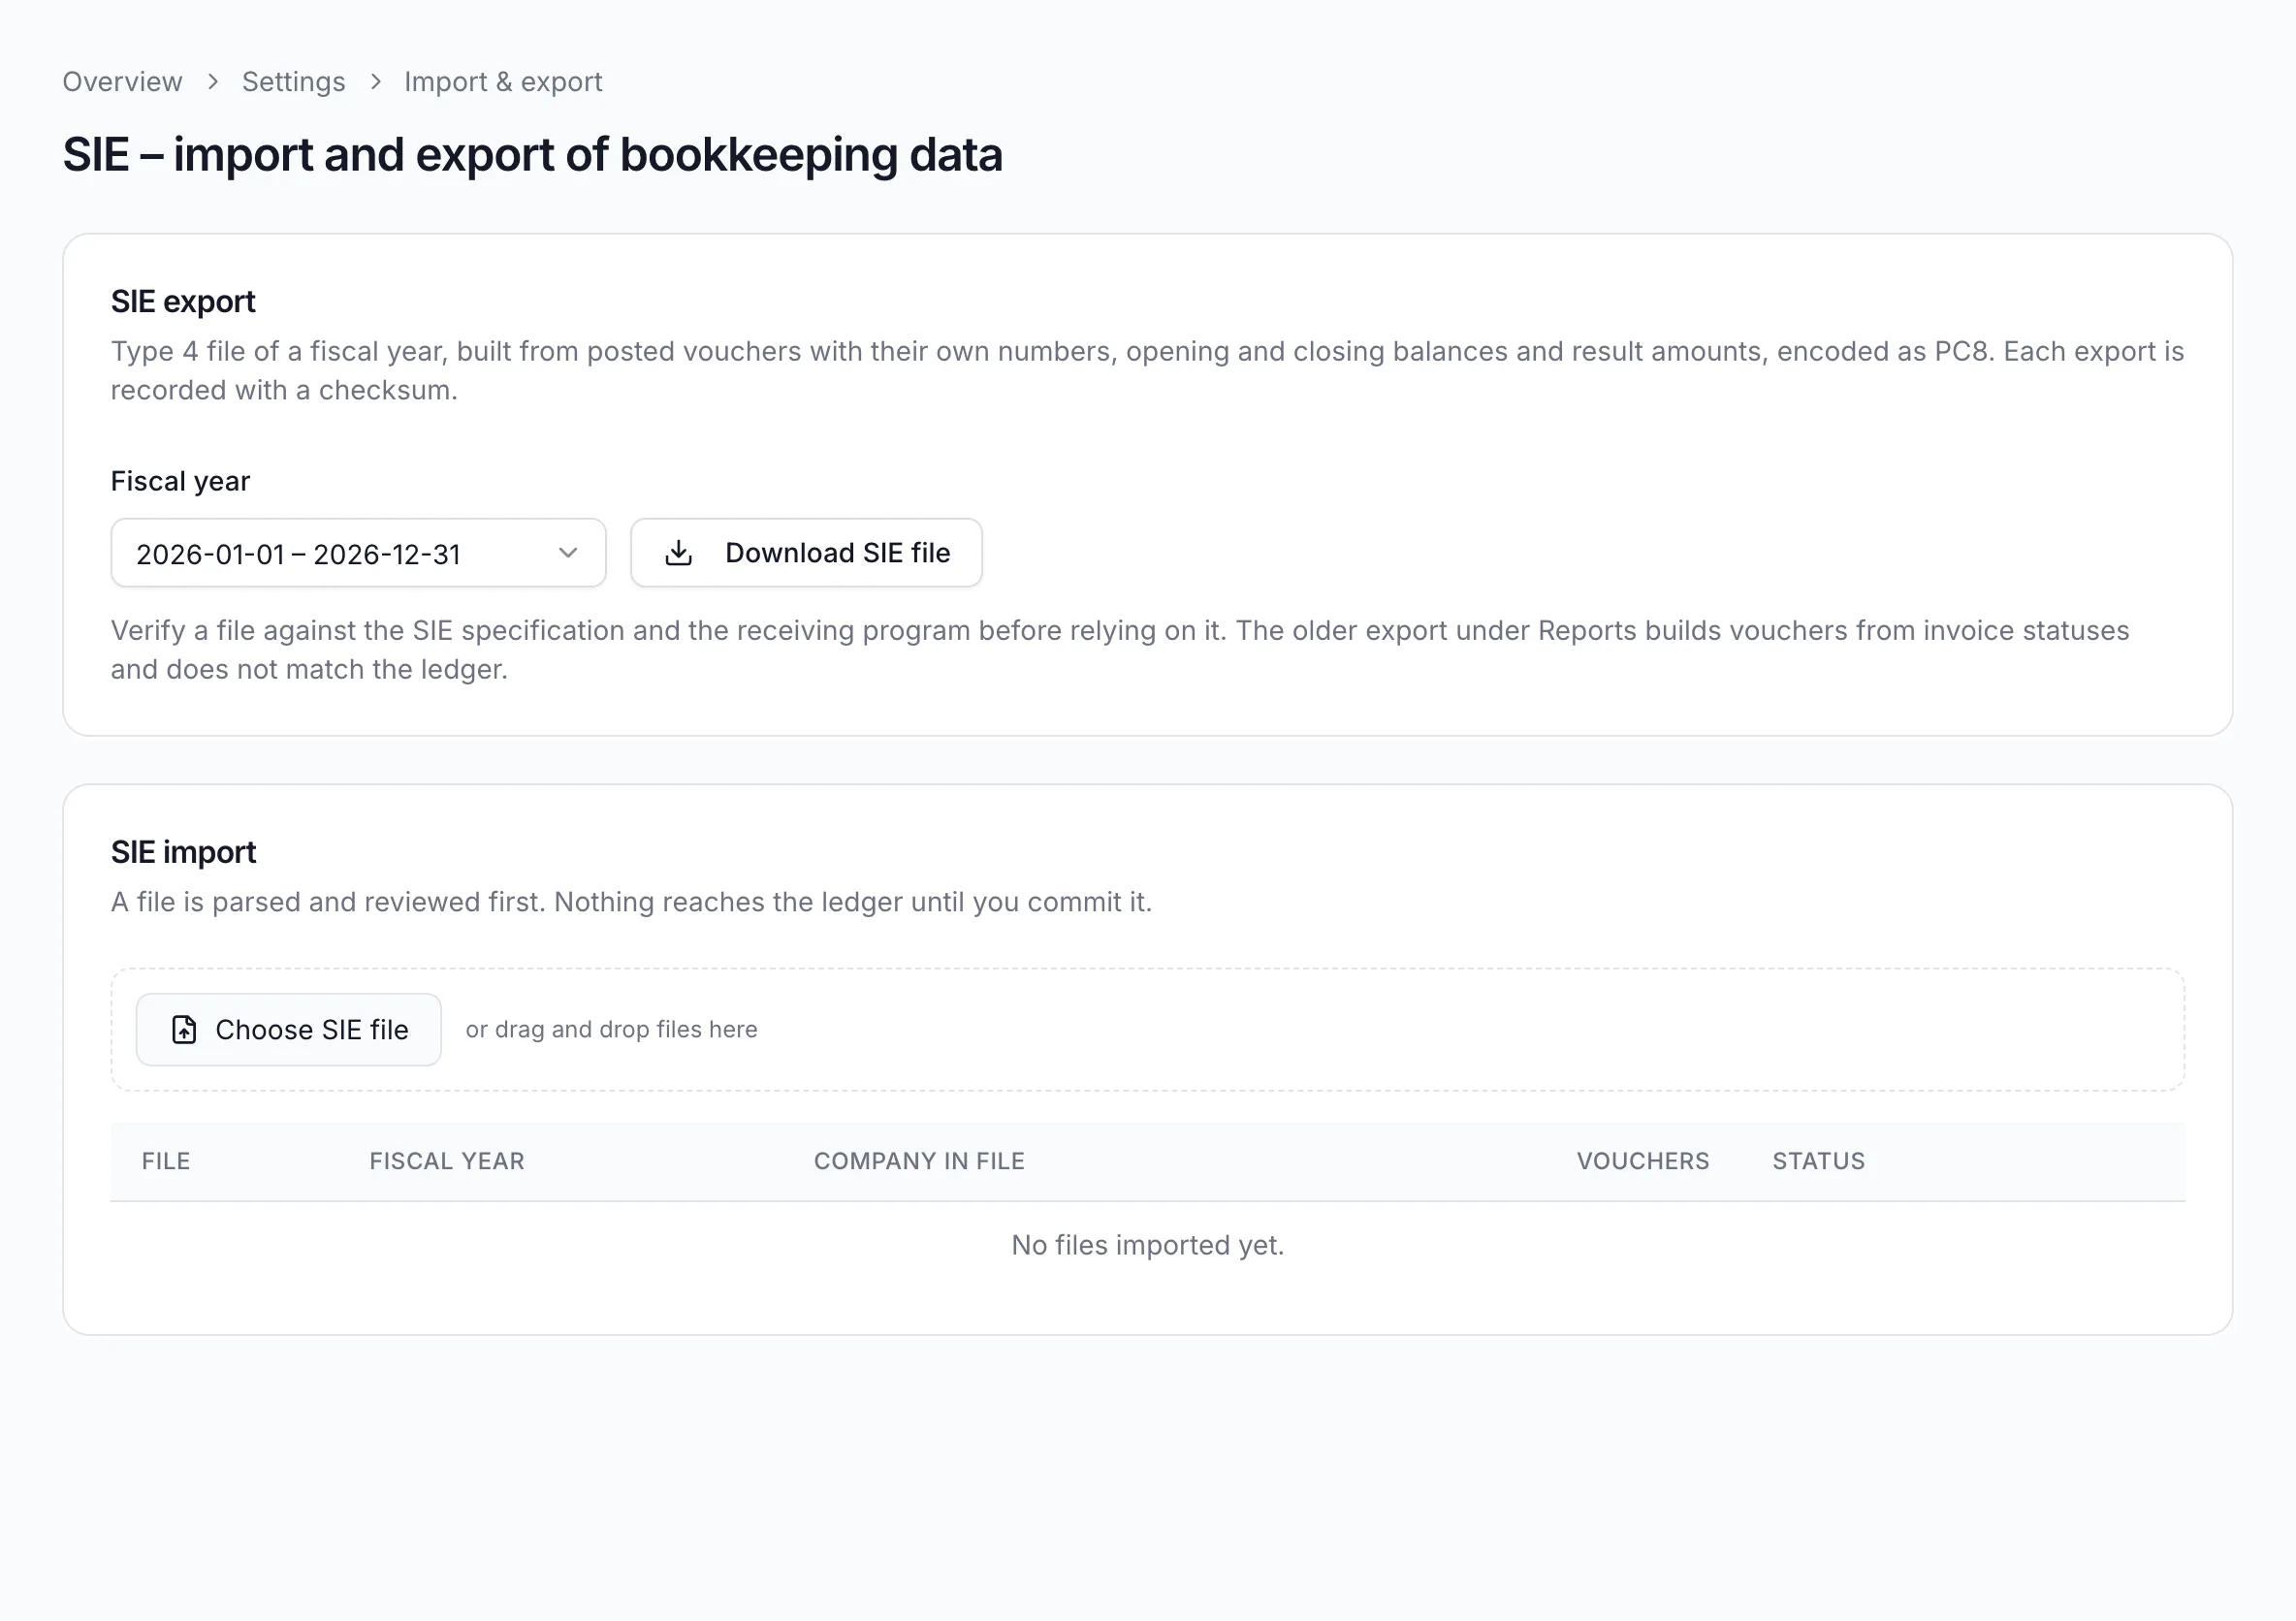 Overview > Settings > Import & export
SIE – import and export of bookkeeping data
SIE export
Type 4 file of a fiscal year, built from posted vouchers with their own numbers, opening and closing balances and result amounts, encoded as PC8. Each export is
recorded with a checksum.
Fiscal year
2026-01-01 – 2026-12-31
Download SIE file
Verify a file against the SIE specification and the receiving program before relying on it. The older export under Reports builds vouchers from invoice statuses
and does not match the ledger.
SIE import
A file is parsed and reviewed first. Nothing reaches the ledger until you commit it.
Choose SIE file or drag and drop files here
FILE FISCAL YEAR COMPANY IN FILE VOUCHERS STATUS
No files imported yet.